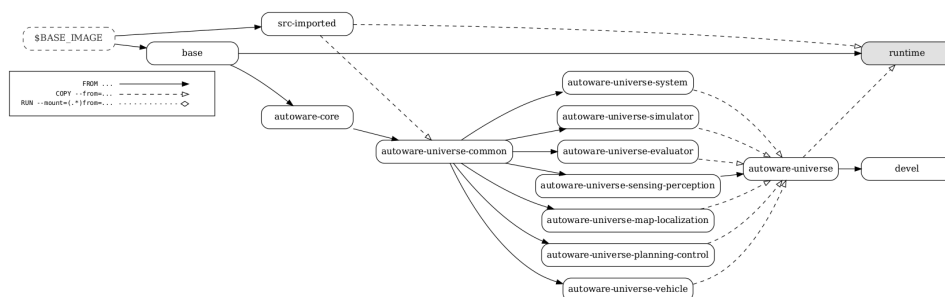 src-imported
$BASE_IMAGE
base
runtime
FROM ...
COPY --from=...
RUN --mount=(.*)from=...
autoware-core
autoware-universe-common
autoware-universe-system
autoware-universe-simulator
autoware-universe-evaluator
autoware-universe-sensing-perception
autoware-universe-map-localization
autoware-universe-planning-control
autoware-universe-vehicle
autoware-universe
devel